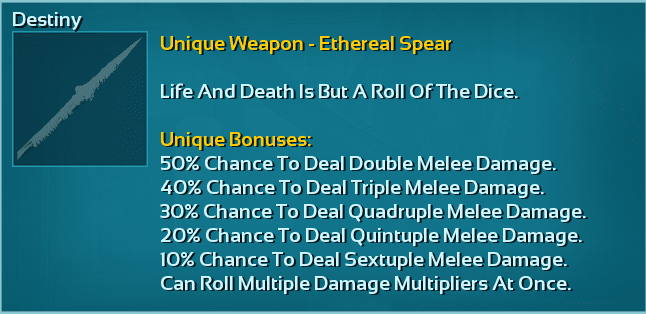 Destiny
Unique Weapon - Ethereal Spear
Life And Death Is But A Roll Of The Dice.
Unique Bonuses:
50% Chance To Deal Double Melee Damage.
40% Chance To Deal Triple Melee Damage.
30% Chance To Deal Quadruple Melee Damage.
20% Chance To Deal Quintuple Melee Damage.
10% Chance To Deal Sextuple Melee Damage.
Can Roll Multiple Damage Multipliers At Once.